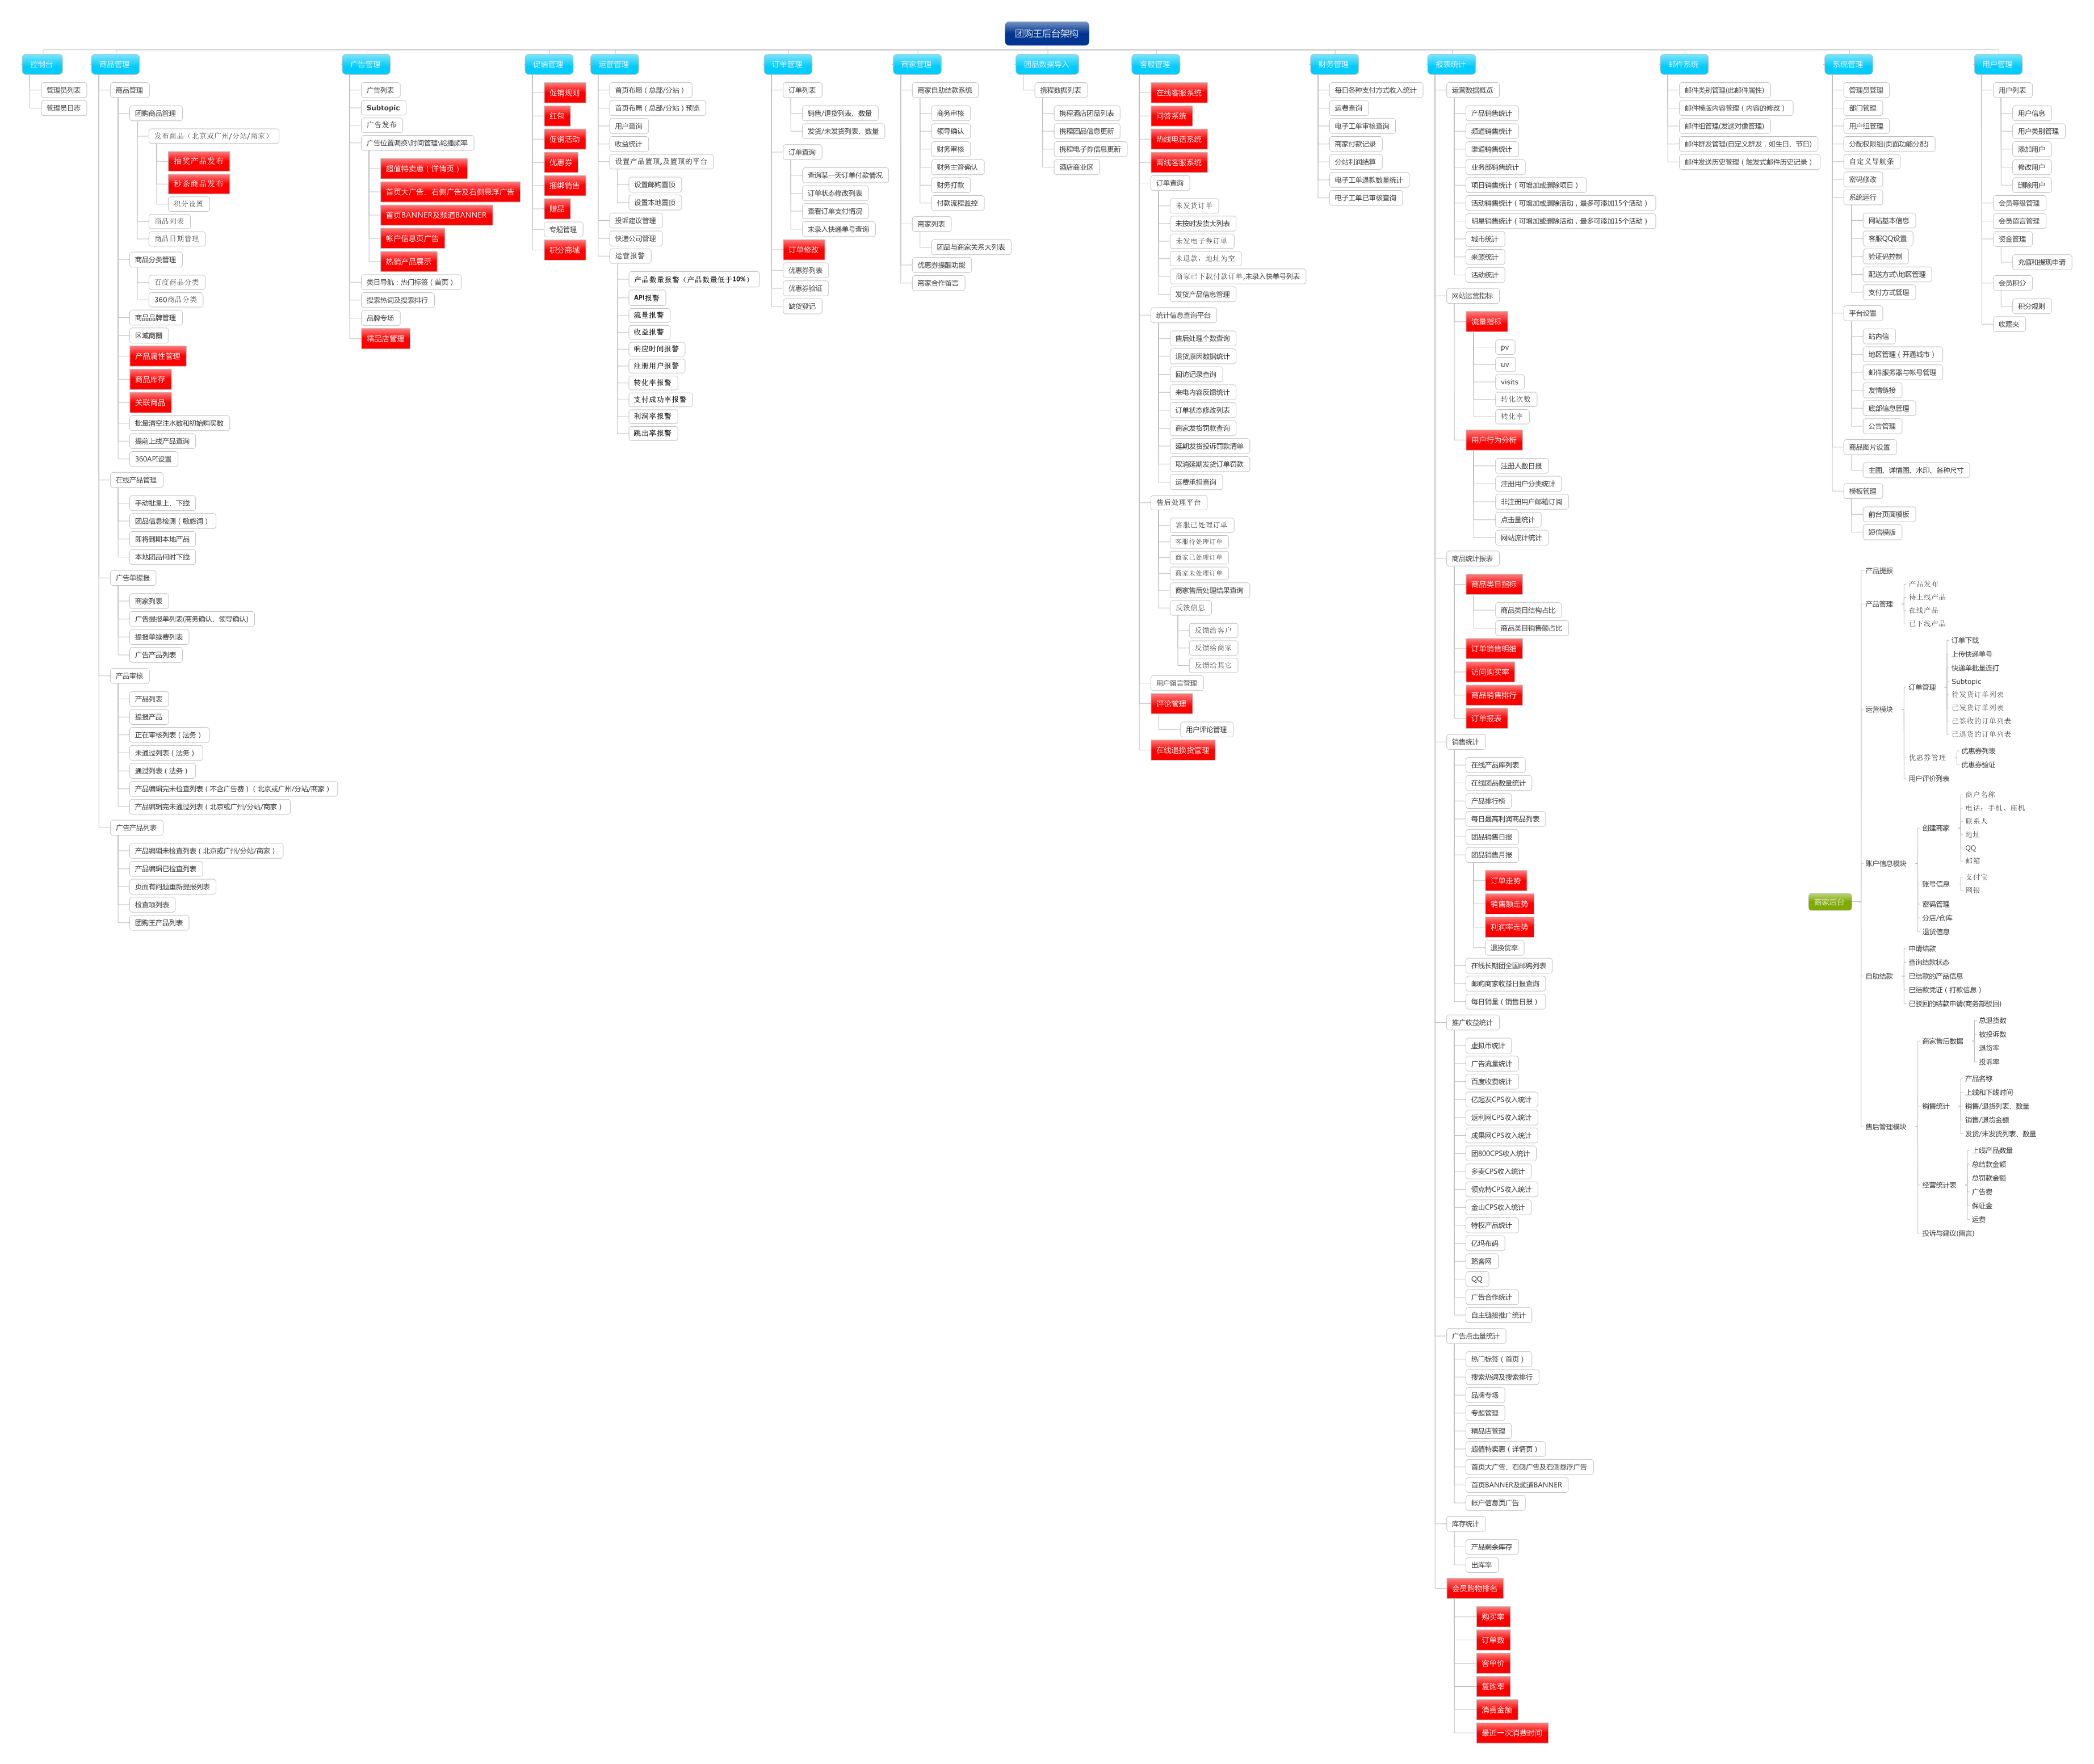 团购王后台架构
控制台
管理员列表
管理员日志
商品管理
商品管理
团购商品管理
发布商品（北京或广州/分站/商家）
抽奖产品发布
秒杀商品发布
积分设置
商品列表
商品日期管理
商品分类管理
百度商品分类
360商品分类
商品品牌管理
区域商圈
产品属性管理
商品库存
关联商品
批量清空注水数和初始购买数
提前上线产品查询
360API设置
在线产品管理
手动批量上、下线
团品信息检测（敏感词）
即将到期本地产品
本地团品何时下线
广告单提报
商家列表
广告提报单列表(商务确认、领导确认)
提报单续费列表
广告产品列表
产品审核
产品列表
提报产品
正在审核列表（法务）
未通过列表（法务）
通过列表（法务）
产品编辑完未检查列表（不含广告费）（北京或广州/分站/商家）
产品编辑完未通过列表（北京或广州/分站/商家）
广告产品列表
产品编辑未检查列表（北京或广州/分站/商家）
产品编辑已检查列表
页面有问题重新提报列表
检查项列表
团购王产品列表
广告管理
广告列表
Subtopic
广告发布
广告位置调换\时间管理\轮播频率
超值特卖惠（详情页）
首页大广告、右侧广告及右侧悬浮广告
首页BANNER及频道BANNER
帐户信息页广告
热销产品展示
类目导航：热门标签（首页）
搜索热词及搜索排行
品牌专场
精品店管理
促销管理
促销规则
红包
促销活动
优惠券
捆绑销售
赠品
专题管理
积分商城
运管管理
首页布局（总部/分站）
首页布局（总部/分站）预览
用户查询
收益统计
设置产品置顶,及置顶的平台
设置邮购置顶
设置本地置顶
投诉建议管理
快递公司管理
运营报警
产品数量报警（产品数量低于10%）
API报警
流量报警
收益报警
响应时间报警
注册用户报警
转化率报警
支付成功率报警
利润率报警
跳出率报警
订单管理
订单列表
销售/退货列表、数量
发货/未发货列表、数量
订单查询
查询某一天订单付款情况
订单状态修改列表
查看订单支付情况
未录入快递单号查询
订单修改
优惠券列表
优惠券验证
缺货登记
商家管理
商家自助结款系统
商务审核
领导确认
财务审核
财务主管确认
财务打款
付款流程监控
商家列表
团品与商家关系大列表
优惠券提醒功能
商家合作留言
团品数据导入
携程数据列表
携程酒店团品列表
携程团品信息更新
携程电子券信息更新
酒店商业区
客服管理
在线客服系统
问答系统
热线电话系统
离线客服系统
订单查询
未发货订单
未按时发货大列表
未发电子券订单
未退款，地址为空
商家已下载付款订单,未录入快单号列表
发货产品信息管理
统计信息查询平台
售后处理个数查询
退货原因数据统计
回访记录查询
来电内容反馈统计
订单状态修改列表
商家发货罚款查询
延期发货投诉罚款清单
取消延期发货订单罚款
运费承担查询
售后处理平台
客服已处理订单
客服待处理订单
商家已处理订单
商家未处理订单
商家售后处理结果查询
反馈信息
反馈给客户
反馈给商家
反馈给其它
用户留言管理
评论管理
用户评论管理
在线退换货管理
财务管理
每日各种支付方式收入统计
运费查询
电子工单审核查询
商家付款记录
分站利润结算
电子工单退款数量统计
电子工单已审核查询
报表统计
运营数据概览
产品销售统计
频道销售统计
渠道销售统计
业务部销售统计
项目销售统计（可增加或删除项目）
活动销售统计（可增加或删除活动，最多可添加15个活动）
明星销售统计（可增加或删除活动，最多可添加15个活动）
城市统计
来源统计
活动统计
网站运营指标
流量指标
pv
uv
visits
转化次数
转化率
用户行为分析
注册人数日报
注册用户分类统计
非注册用户邮箱订阅
点击量统计
网站流计统计
商品统计报表
商品类目指标
商品类目结构占比
商品类目销售额占比
订单销售明细
访问购买率
商品销售排行
订单报表
销售统计
在线产品库列表
在线团品数量统计
产品排行榜
每日最高利润商品列表
团品销售日报
团品销售月报
订单走势
销售额走势
利润率走势
退换货率
在线长期团全国邮购列表
邮购商家收益日报查询
每日销量（销售日报）
推广收益统计
虚拟币统计
广告流量统计
百度收费统计
亿起发CPS收入统计
返利网CPS收入统计
成果网CPS收入统计
团800CPS收入统计
多麦CPS收入统计
领克特CPS收入统计
金山CPS收入统计
特权产品统计
亿玛布码
路客网
QQ
广告合作统计
自主链接推广统计
广告点击量统计
热门标签（首页）
搜索热词及搜索排行
品牌专场
专题管理
精品店管理
超值特卖惠（详情页）
首页大广告、右侧广告及右侧悬浮广告
首页BANNER及频道BANNER
帐户信息页广告
库存统计
产品剩余库存
出库率
会员购物排名
购买率
订单数
客单价
复购率
消费金额
最近一次消费时间
邮件系统
邮件类别管理(此邮件属性)
邮件模版内容管理（内容的修改）
邮件组管理(发送对像管理)
邮件群发管理(自定义群发，如生日、节日)
邮件发送历史管理（触发式邮件历史记录）
系统管理
管理员管理
部门管理
用户组管理
分配权限组(页面功能分配)
自定义导航条
密码修改
系统运行
网站基本信息
客服QQ设置
验证码控制
配送方式\地区管理
支付方式管理
平台设置
站内信
地区管理（开通城市）
邮件服务器与帐号管理
友情链接
底部信息管理
公告管理
商品图片设置
主图、详情图、水印、各种尺寸
模板管理
前台页面模板
短信模版
用户管理
用户列表
用户信息
用户类别管理
添加用户
修改用户
删除用户
会员等级管理
会员留言管理
资金管理
充值和提现申请
会员积分
积分规则
收藏夹
商家后台
产品提报
产品管理
产品发布
待上线产品
在线产品
已下线产品
运营模块
订单管理
订单下载
上传快递单号
快递单批量连打
Subtopic
待发货订单列表
已发货订单列表
已签收的订单列表
已退货的订单列表
优惠券管理
优惠券列表
优惠券验证
用户评价列表
账户信息模块
创建商家
商户名称
电话：手机、座机
联系人
地址
QQ
邮箱
账号信息
支付宝
网银
密码管理
分店/仓库
退货信息
自助结款
申请结款
查询结款状态
已结款的产品信息
已结款凭证（打款信息）
已驳回的结款申请(商务部驳回)
售后管理模块
商家售后数据
总退货数
被投诉数
退货率
投诉率
销售统计
产品名称
上线和下线时间
销售/退货列表、数量
销售/退货金额
发货/未发货列表、数量
经营统计表
上线产品数量
总结款金额
总罚款金额
广告费
保证金
运费
投诉与建议(留言)